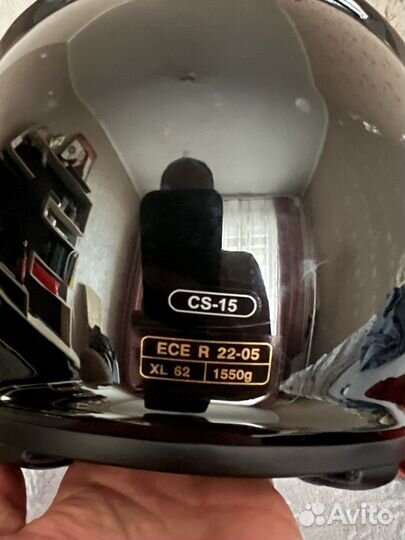 CS-15
ECE R 22-05
XL 62 | 1550g
Avito